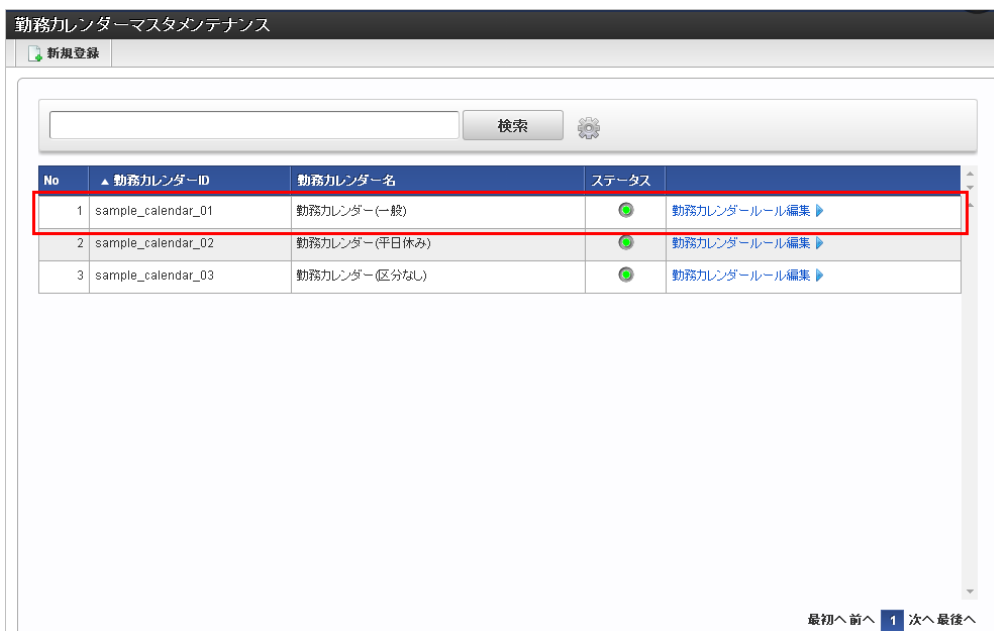 勤務カレンダーマスタメンテナンス
新規登録
検索
No ▲ 勤務カレンダーID 勤務カレンダー名 ステータス
1 sample_calendar_01 勤務カレンダー(一般) 勤務カレンダールール編集
2 sample_calendar_02 勤務カレンダー(平日休み) 勤務カレンダールール編集
3 sample_calendar_03 勤務カレンダー(区分なし) 勤務カレンダールール編集
最初へ 前へ 1 次へ 最後へ